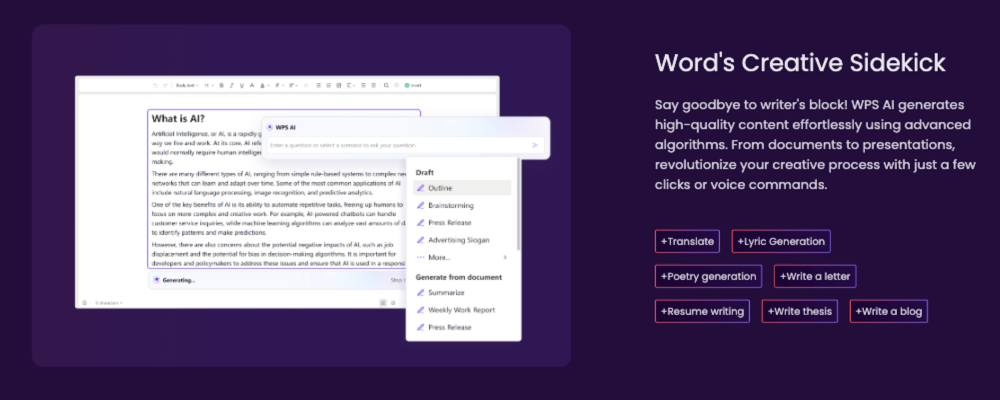 Word's Creative Sidekick
Say goodbye to writer's block! WPS AI generates
high-quality content effortlessly using advanced
algorithms. From documents to presentations,
revolutionize your creative process with just a few
clicks or voice commands.
+Translate
+Lyric Generation
+Poetry generation
+Write a letter
+Resume writing
+Write thesis
+Write a blog
Body text
What is AI?
Artificial Intelligence, or AI, is a rapidly g
way we live and work. At its core, AI refe
would normally require human intellige
making.
There are many different types of AI, ranging from simple rule-based systems to complex neu
networks that can learn and adapt over time. Some of the most common applications of AI
include natural language processing, image recognition, and predictive analytics.
One of the key benefits of AI is its ability to automate repetitive tasks, freeing up humans to
focus on more complex and creative work. For example, AI-powered chatbots can handle
customer service inquiries, while machine learning algorithms can analyze vast amounts of d
to identify patterns and make predictions.
However, there are also concerns about the potential negative impacts of AI, such as job
displacement and the potential for bias in decision-making algorithms. It is important for
developers and policymakers to address these issues and ensure that AI is used in a respons
Generating...
Stop
WPS AI
Enter a question or select a scenario to ask your question
Draft
Outline
Brainstorming
Press Release
Advertising Slogan
More...
Generate from document
Summarize
Weekly Work Report
Press Release